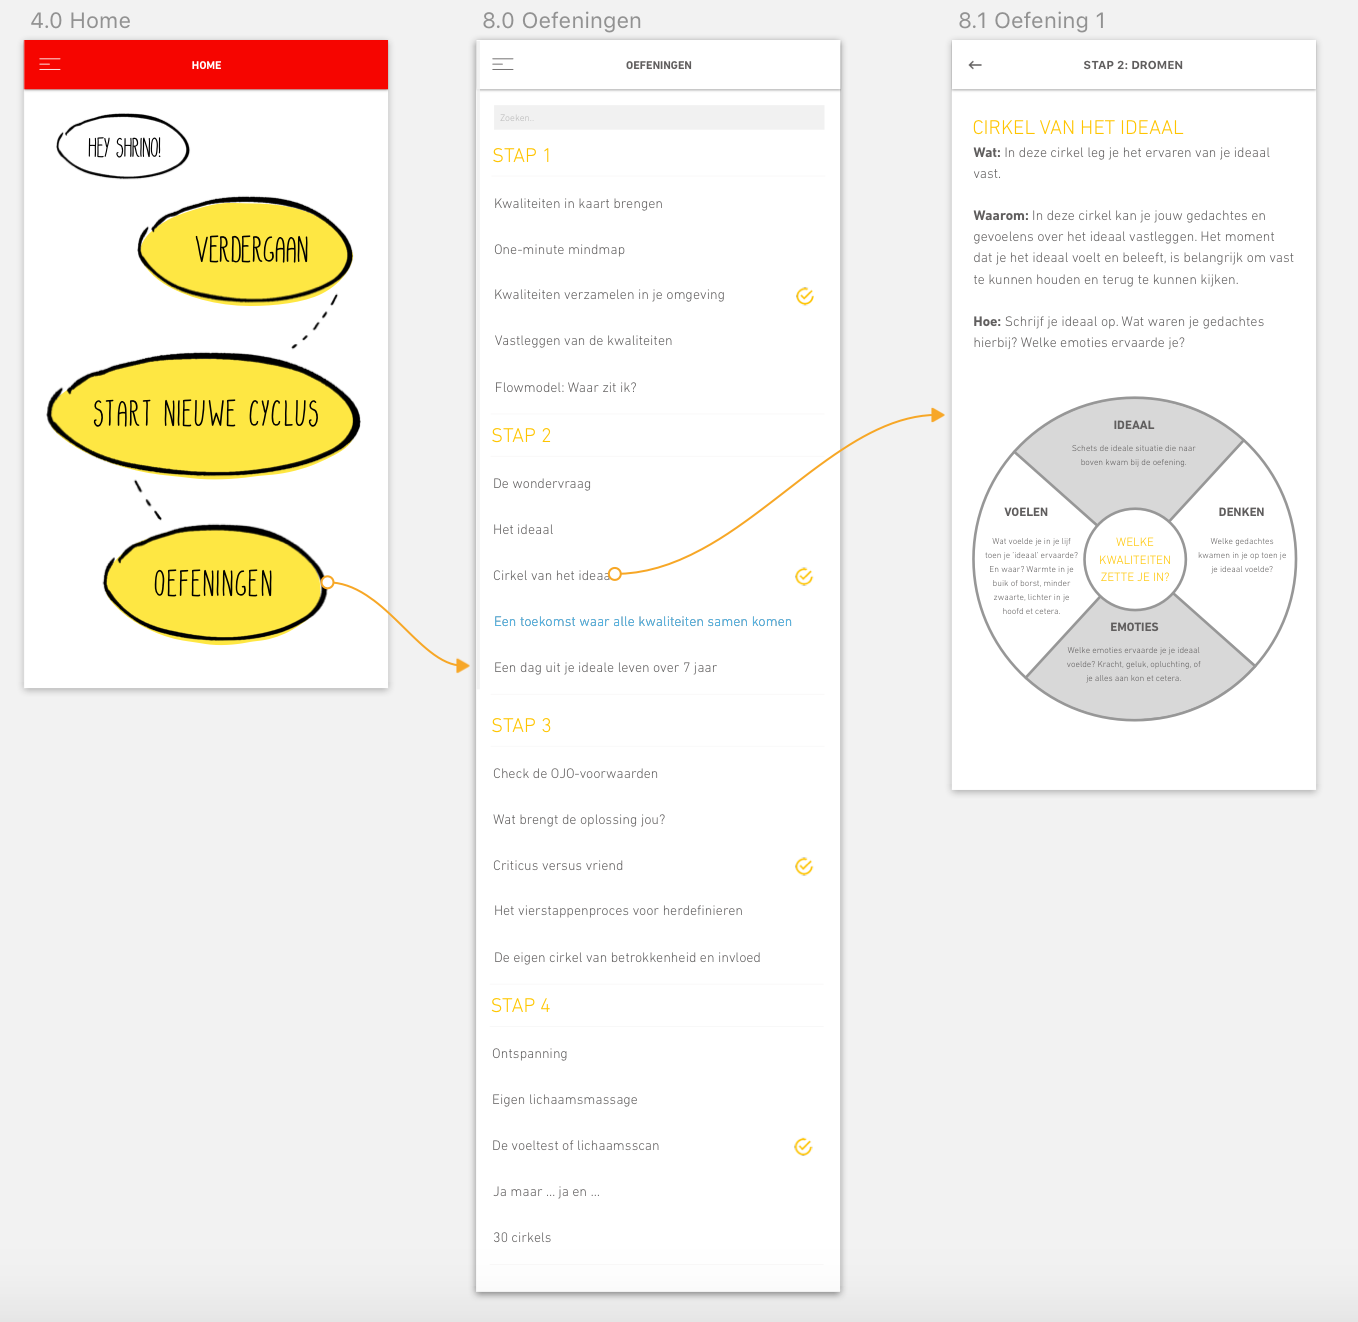 4.0 Home
HOME
HEY SHRINO!
VERDERGAAN
START NIEUWE CYCLUS
OEFENINGEN
8.0 Oefeningen
OEFENINGEN
Zoeken..
STAP 1
Kwaliteiten in kaart brengen
One-minute mindmap
Kwaliteiten verzamelen in je omgeving
Vastleggen van de kwaliteiten
Flowmodel: Waar zit ik?
STAP 2
De wondervraag
Het ideaal
Cirkel van het ideaa
Een toekomst waar alle kwaliteiten samen komen
Een dag uit je ideale leven over 7 jaar
STAP 3
Check de OJO-voorwaarden
Wat brengt de oplossing jou?
Criticus versus vriend
Het vierstappenproces voor herdefinieren
De eigen cirkel van betrokkenheid en invloed
STAP 4
Ontspanning
Eigen lichaamsmassage
De voeltest of lichaamsscan
Ja maar ... ja en ...
30 cirkels
8.1 Oefening 1
STAP 2: DROMEN
CIRKEL VAN HET IDEAAL
Wat: In deze cirkel leg je het ervaren van je ideaal
vast.
Waarom: In deze cirkel kan je jouw gedachtes en
gevoelens over het ideaal vastleggen. Het moment
dat je het ideaal voelt en beleeft, is belangrijk om vast
te kunnen houden en terug te kunnen kijken.
Hoe: Schrijf je ideaal op. Wat waren je gedachtes
hierbij? Welke emoties ervaarde je?
IDEAAL
Schets de ideale situatie die naar
boven kwam bij de oefening.
VOELEN
Wat voelde je in je lijf
toen je 'ideaal' ervaarde?
En waar? Warmte in je
buik of borst, minder
zwaarte, lichter in je
hoofd et cetera.
WELKE
KWALITEITEN
ZETTE JE IN?
DENKEN
Welke gedachtes
kwamen in je op toen je
je ideaal voelde?
EMOTIES
Welke emoties ervaarde je je ideaal
voelde? Kracht, geluk, opluchting, of
je alles aan kon et cetera.